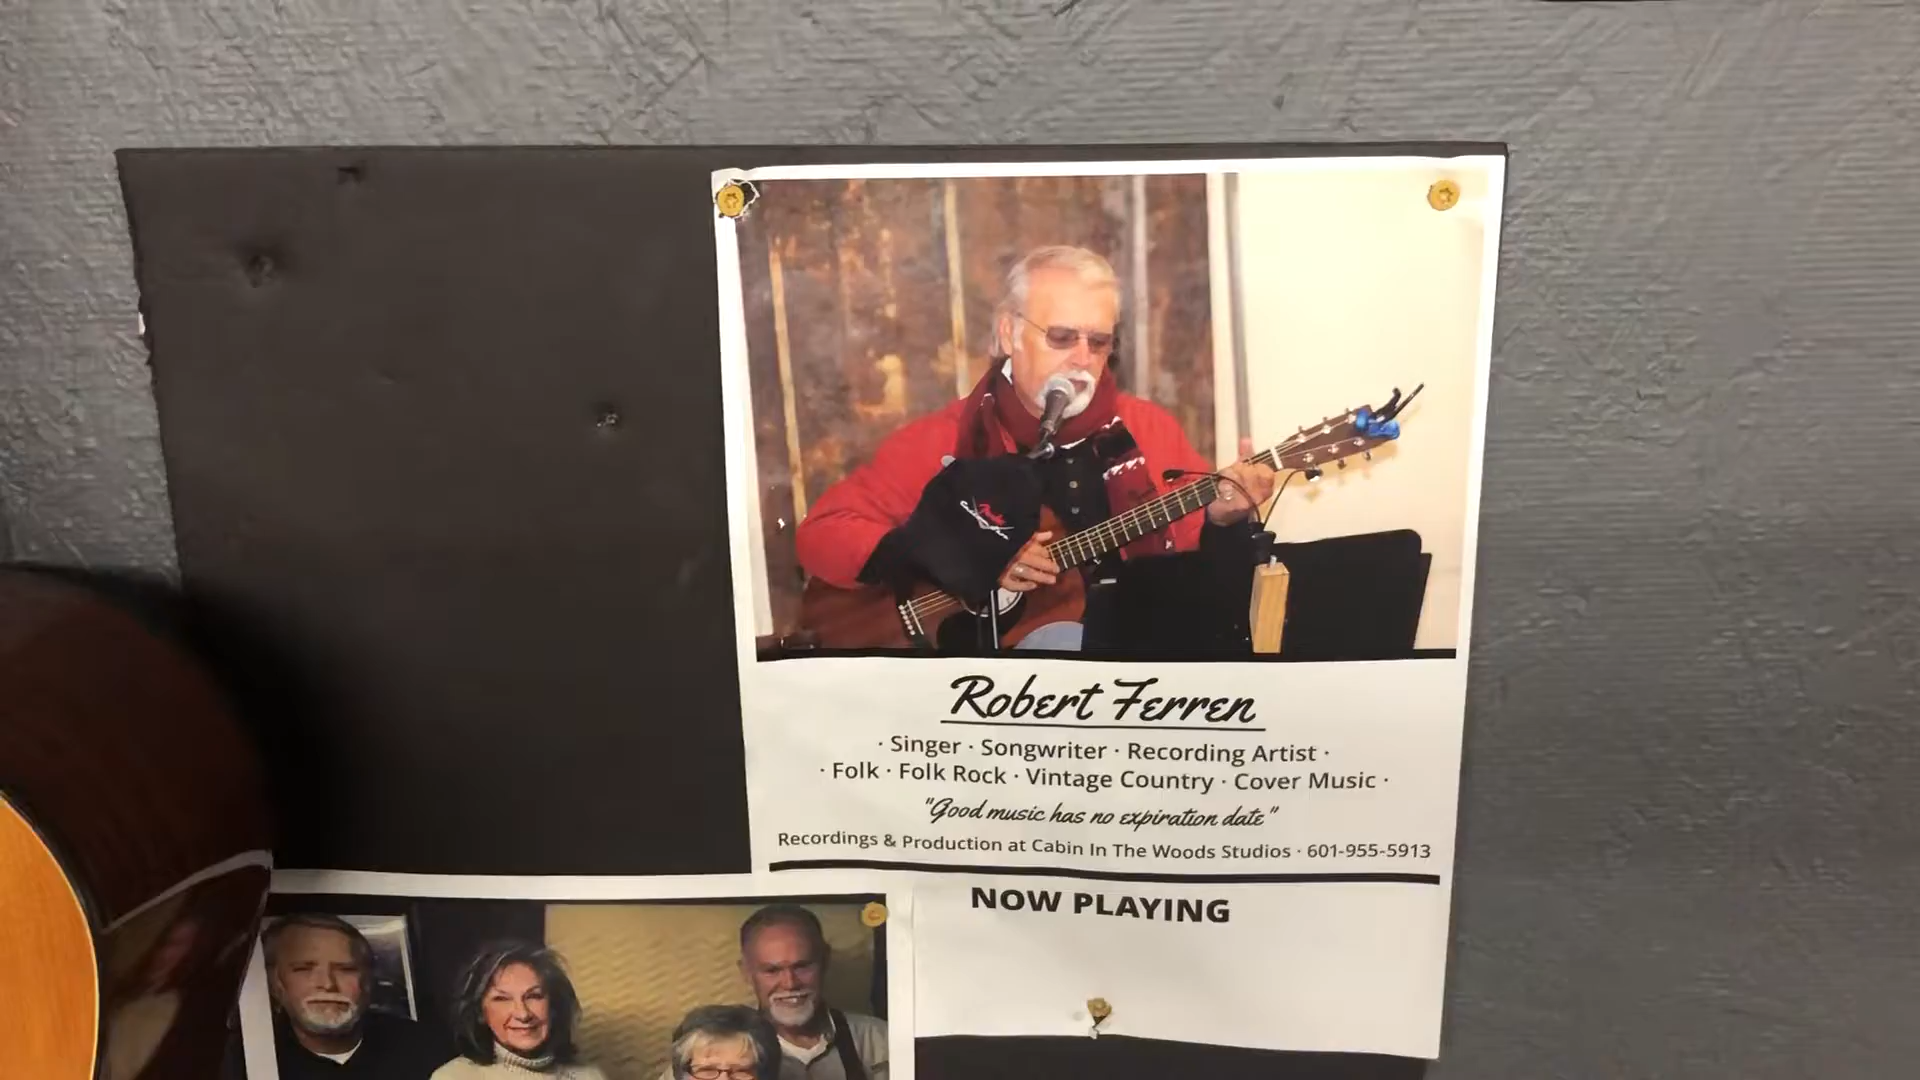 Fender
Robert Ferren
· Singer · Songwriter · Recording Artist ·
· Folk · Folk Rock · Vintage Country · Cover Music ·
"Good music has no expiration date"
Recordings & Production at Cabin In The Woods Studios · 601-955-5913
NOW PLAYING